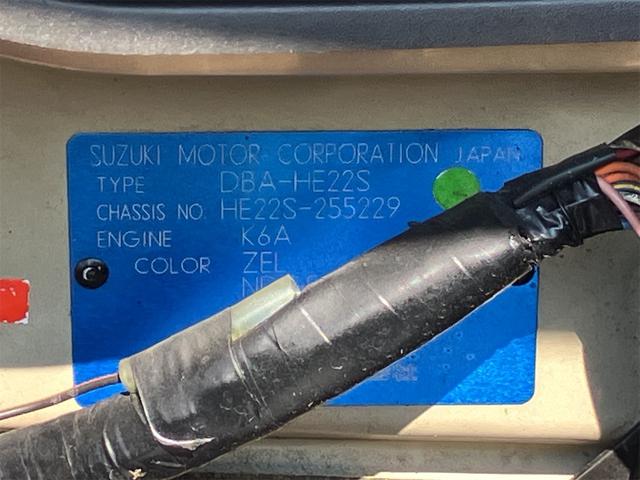 SUZUKI MOTOR CORPORATION JAPAN
TYPE DBA-HE22S
CHASSIS NO. HE22S-255229
ENGINE K6A
COLOR ZEL